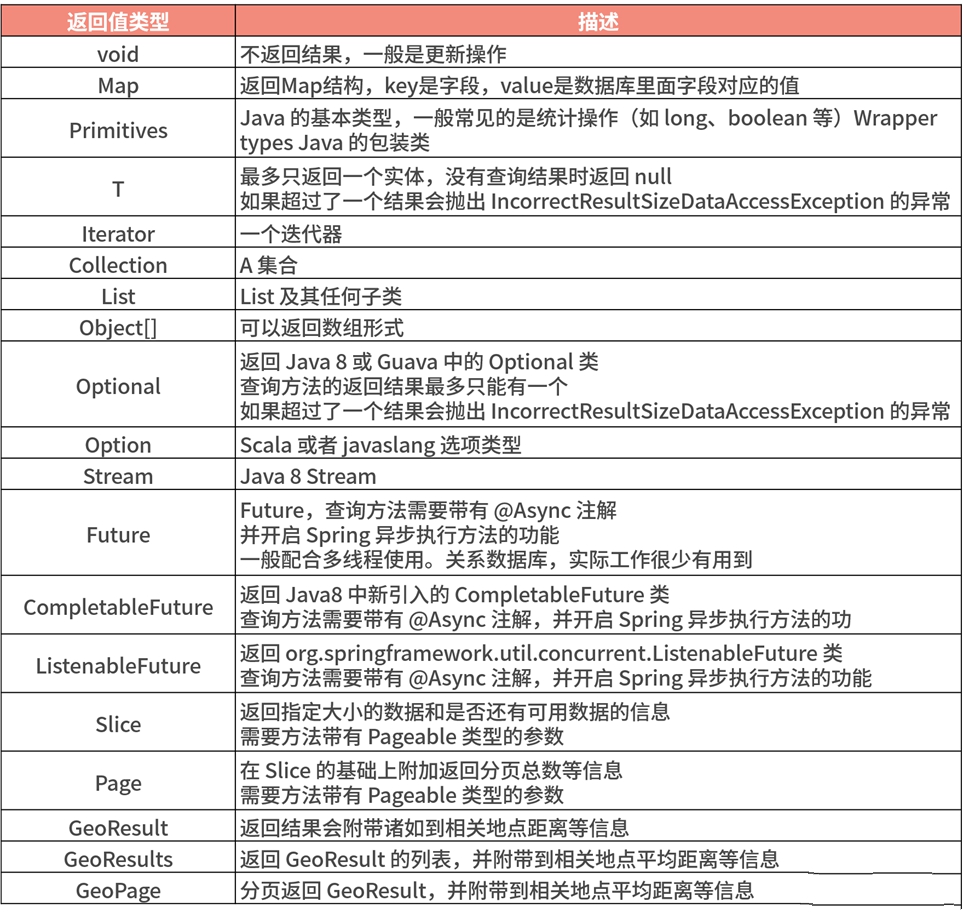 返回值类型 描述
void 不返回结果，一般是更新操作
Map 返回Map结构，key是字段，value是数据库里面字段对应的值
Primitives Java 的基本类型，一般常见的是统计操作（如 long、boolean 等）Wrapper
types Java 的包装类
T 最多只返回一个实体，没有查询结果时返回 null
如果超过了一个结果会抛出 IncorrectResultSizeDataAccessException 的异常
Iterator 一个迭代器
Collection A 集合
List List 及其任何子类
Object[] 可以返回数组形式
Optional 返回 Java 8 或 Guava 中的 Optional 类
查询方法的返回结果最多只能有一个
如果超过了一个结果会抛出 IncorrectResultSizeDataAccessException 的异常
Option Scala 或者 javaslang 选项类型
Stream Java 8 Stream
Future Future，查询方法需要带有 @Async 注解
并开启 Spring 异步执行方法的功能
一般配合多线程使用。关系数据库，实际工作很少有用到
CompletableFuture 返回 Java8 中新引入的 CompletableFuture 类
查询方法需要带有 @Async 注解，并开启 Spring 异步执行方法的功
ListenableFuture 返回 org.springframework.util.concurrent.ListenableFuture 类
查询方法需要带有 @Async 注解，并开启 Spring 异步执行方法的功能
Slice 返回指定大小的数据和是否还有可用数据的信息
需要方法带有 Pageable 类型的参数
Page 在 Slice 的基础上附加返回分页总数等信息
需要方法带有 Pageable 类型的参数
GeoResult 返回结果会附带诸如到相关地点距离等信息
GeoResults 返回 GeoResult 的列表，并附带到相关地点平均距离等信息
GeoPage 分页返回 GeoResult，并附带到相关地点平均距离等信息